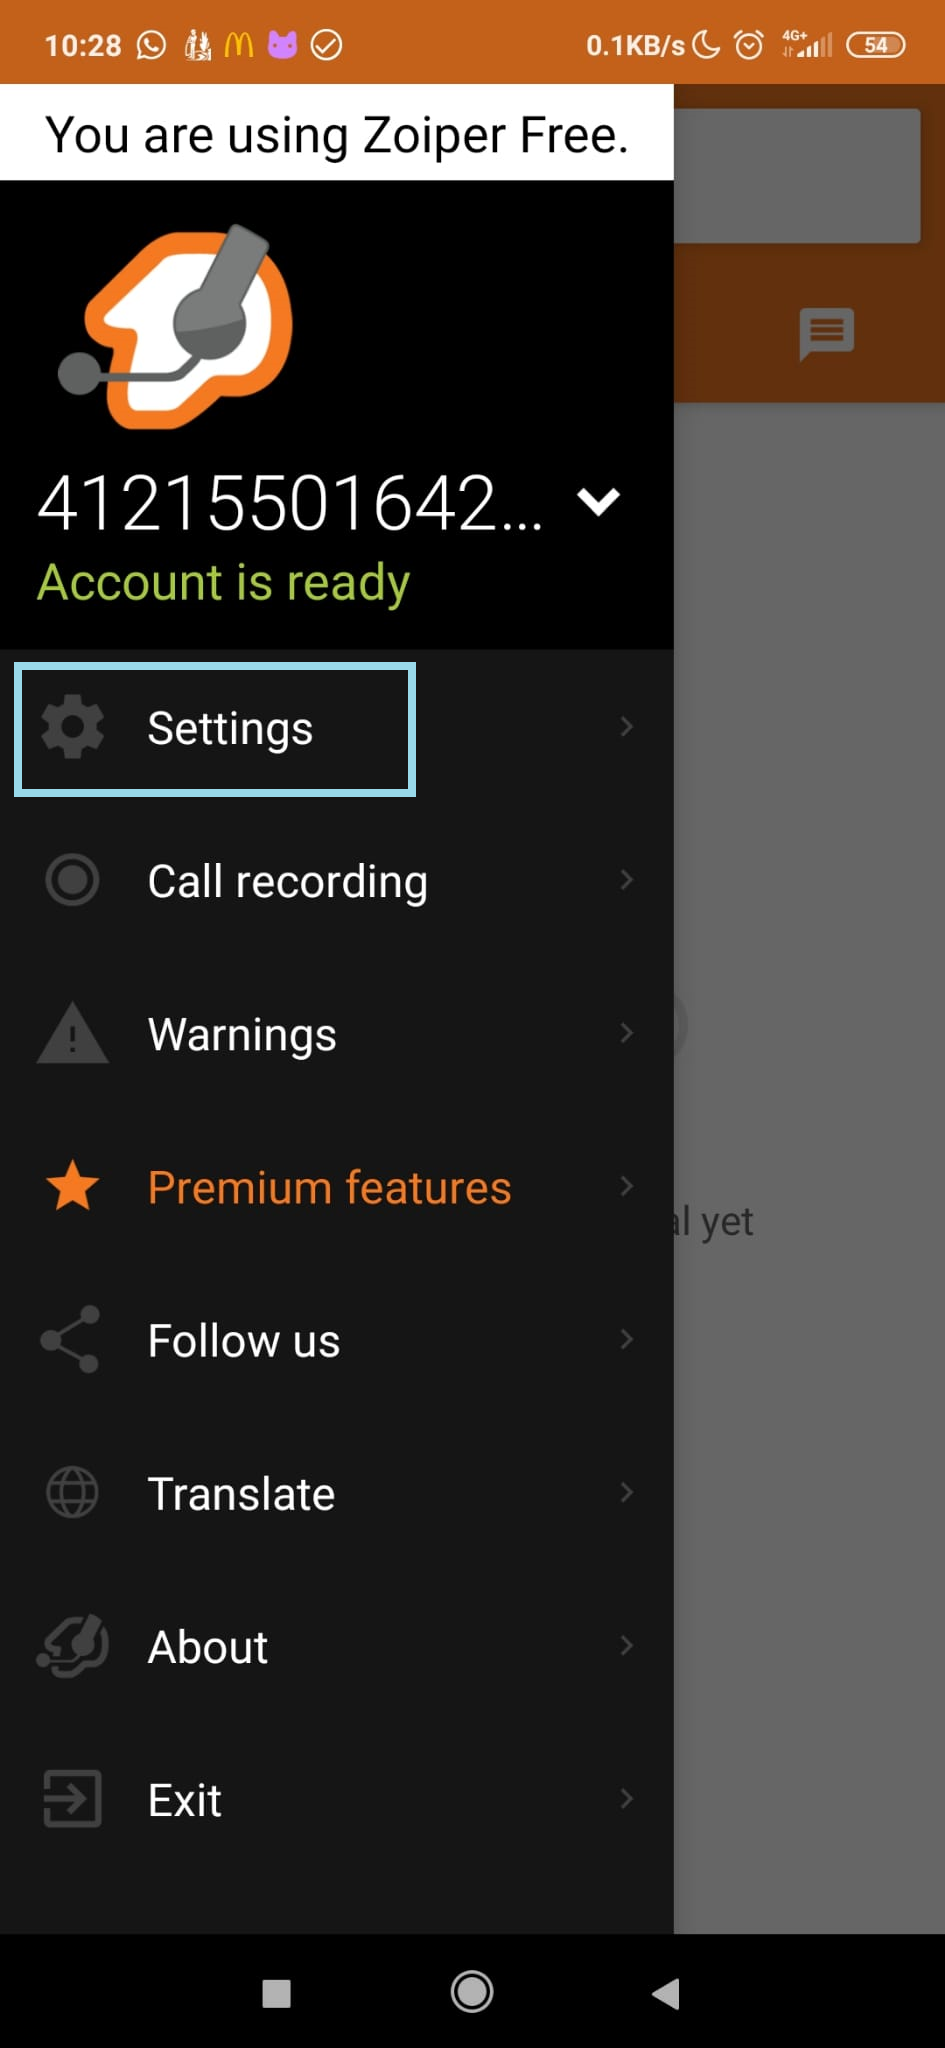 10:28 0.1KB/s 4G+ 54
You are using Zoiper Free.
41215501642...
Account is ready
Settings
Call recording
Warnings
Premium features
al yet
Follow us
Translate
About
Exit